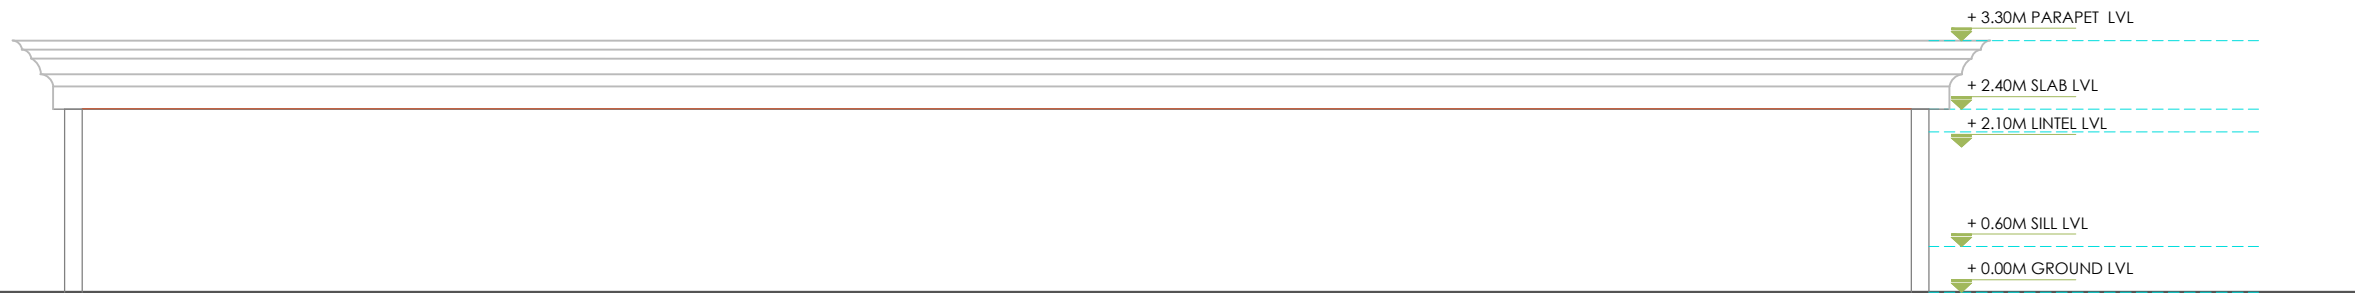 + 3.30M PARAPET  LVL
+ 2.40M SLAB LVL
+ 2.10M LINTEL LVL
+ 0.60M SILL LVL
+ 0.00M GROUND LVL